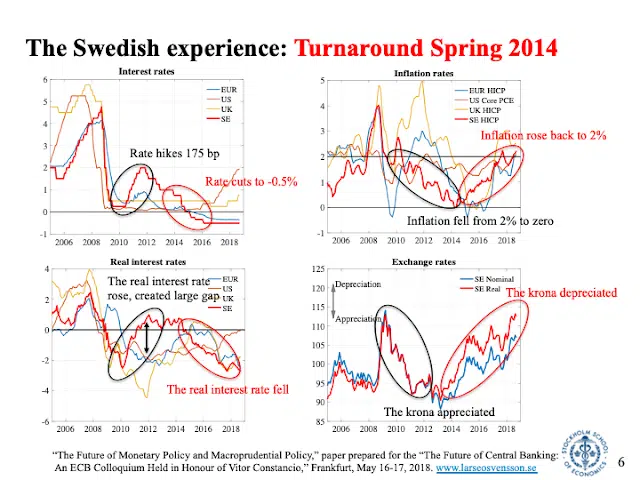 The Swedish experience: Turnaround Spring 2014
Interest rates
6
5
4
3
2
1
0
-1
EUR
US
UK
SE
Rate hikes 175 bp
Rate cuts to -0.5%
2006 2008 2010 2012 2014 2016 2018
Inflation rates
5
4
3
2
1
0
-1
EUR HICP
US Core PCE
UK HICP
SE HICP
Inflation rose back to 2%
Inflation fell from 2% to zero
2006 2008 2010 2012 2014 2016 2018
Real interest rates
4
2
0
-2
-4
-6
The real interest rate
rose, created large gap
EUR
US
UK
SE
The real interest rate fell
2006 2008 2010 2012 2014 2016 2018
Exchange rates
125
120
115
110
105
100
95
90
85
Depreciation
Appreciation
SE Nominal
SE Real
The krona depreciated
The krona appreciated
2006 2008 2010 2012 2014 2016 2018
“The Future of Monetary Policy and Macroprudential Policy,” paper prepared for the “The Future of Central Banking:
An ECB Colloquium Held in Honour of Vitor Constancio,” Frankfurt, May 16-17, 2018. www.larseosvensson.se
STOCKHOLM SCHOOL
OF ECONOMICS
6